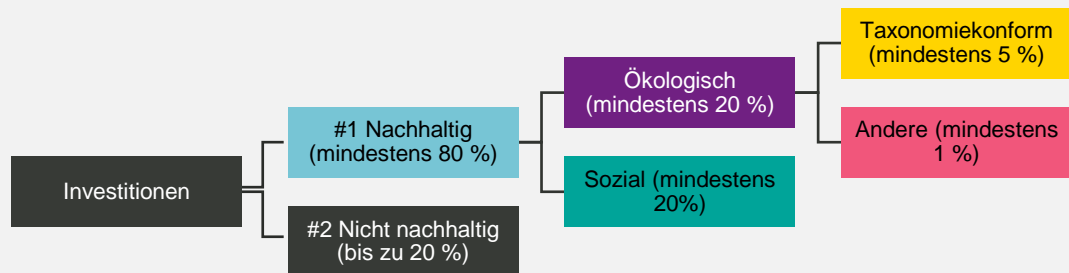 Investitionen
#1 Nachhaltig
(mindestens 80 %)
#2 Nicht nachhaltig
(bis zu 20 %)
Ökologisch
(mindestens 20 %)
Sozial (mindestens
20%)
Taxonomiekonform
(mindestens 5 %)
Andere (mindestens
1 %)